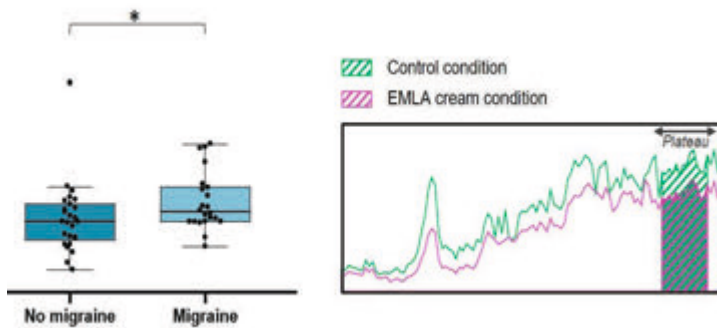 *
No migraine
Migraine
Control condition
EMLA cream condition
Plateau